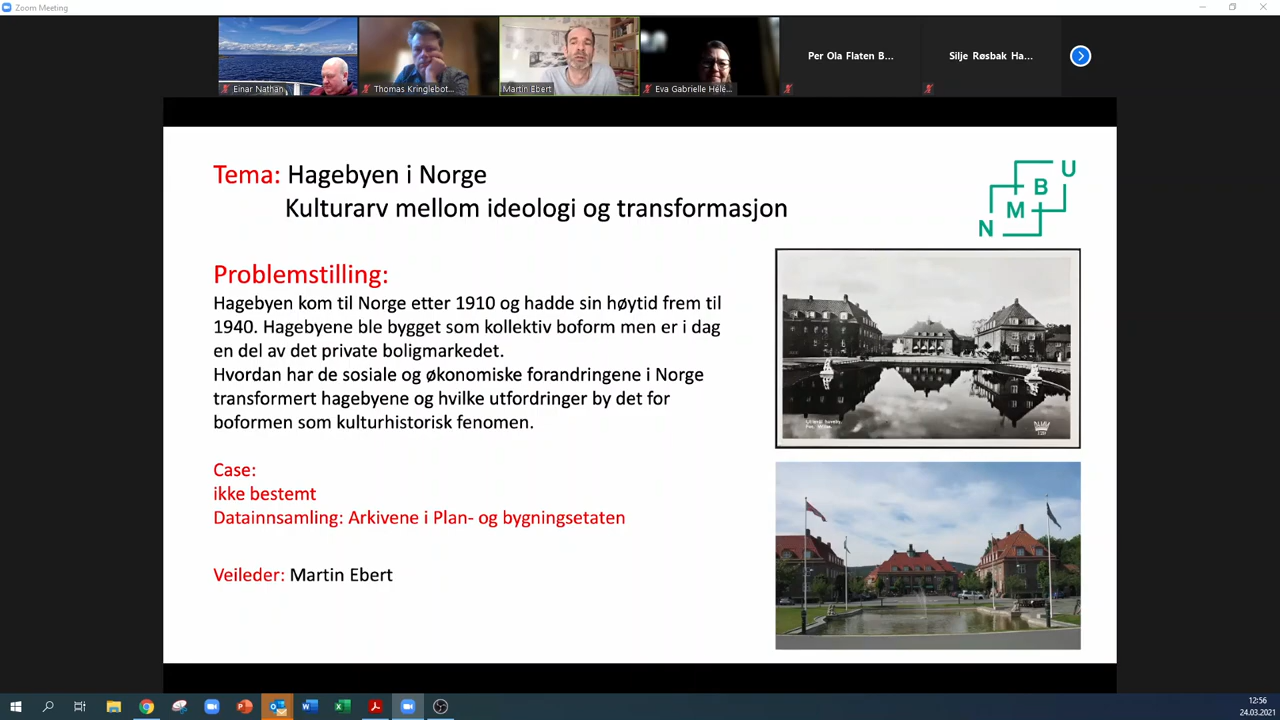 Zoom Meeting
Einar Nathan
Thomas Kringlebot...
Martin Ebert
Eva Gabrielle Hélé...
Per Ola Flaten B...
Silje Røsbak Ha...
Tema: Hagebyen i Norge
Kulturarv mellom ideologi og transformasjon
U
B
M
N
Problemstilling:
Hagebyen kom til Norge etter 1910 og hadde sin høytid frem til
1940. Hagebyene ble bygget som kollektiv boform men er i dag
en del av det private boligmarkedet.
Hvordan har de sosiale og økonomiske forandringene i Norge
transformert hagebyene og hvilke utfordringer by det for
boformen som kulturhistorisk fenomen.
Case:
ikke bestemt
Datainnsamling: Arkivene i Plan- og bygningsetaten
Veileder: Martin Ebert
12:56
24.03.2021